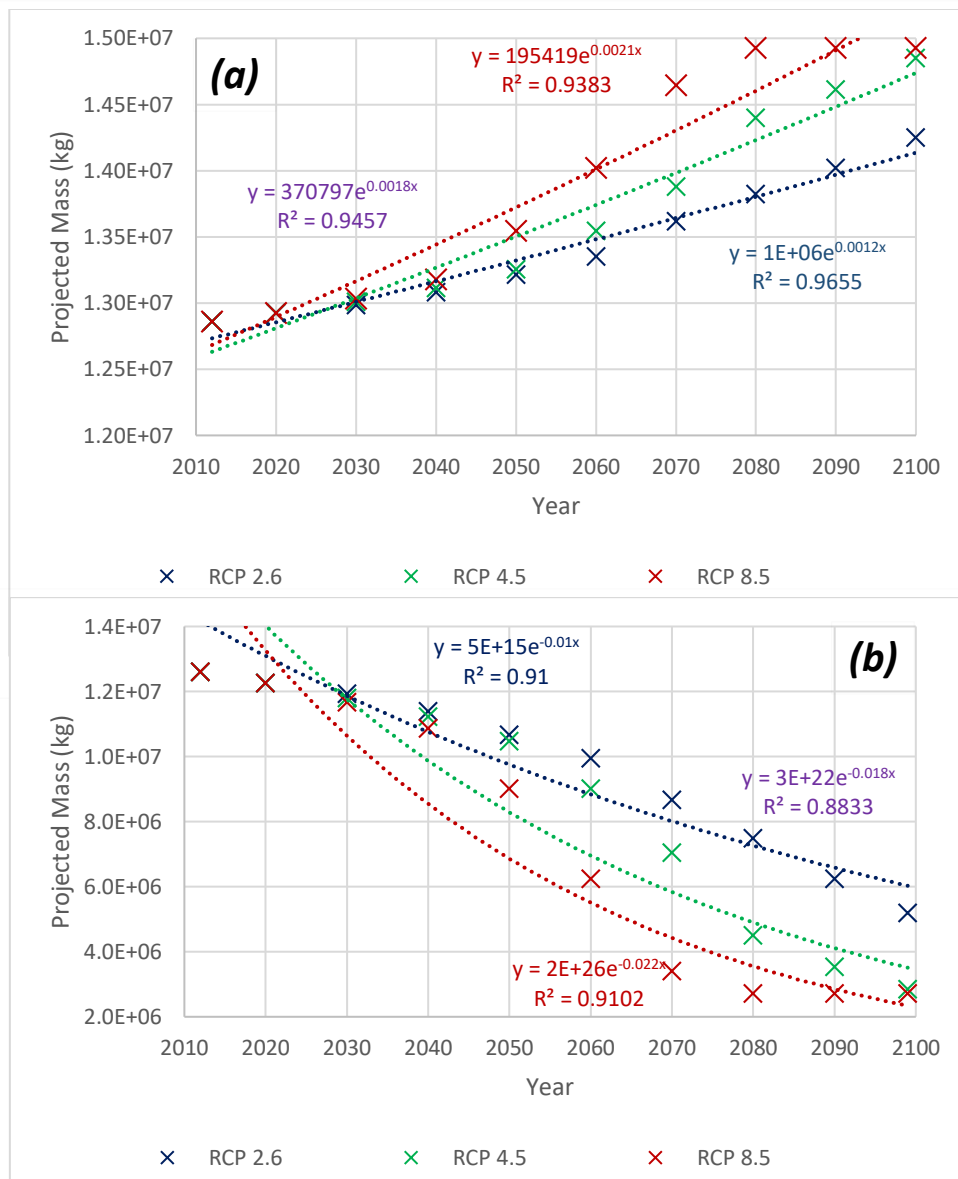 (a)
y = 195419e^0.0021x
R² = 0.9383
y = 370797e^0.0018x
R² = 0.9457
y = 1E+06e^0.0012x
R² = 0.9655
Projected Mass (kg)
1.50E+07
1.45E+07
1.40E+07
1.35E+07
1.30E+07
1.25E+07
1.20E+07
2010 2020 2030 2040 2050 2060 2070 2080 2090 2100
Year
RCP 2.6 RCP 4.5 RCP 8.5
(b)
y = 5E+15e^-0.01x
R² = 0.91
y = 3E+22e^-0.018x
R² = 0.8833
y = 2E+26e^-0.022x
R² = 0.9102
Projected Mass (kg)
1.4E+07
1.2E+07
1.0E+07
8.0E+06
6.0E+06
4.0E+06
2.0E+06
2010 2020 2030 2040 2050 2060 2070 2080 2090 2100
Year
RCP 2.6 RCP 4.5 RCP 8.5